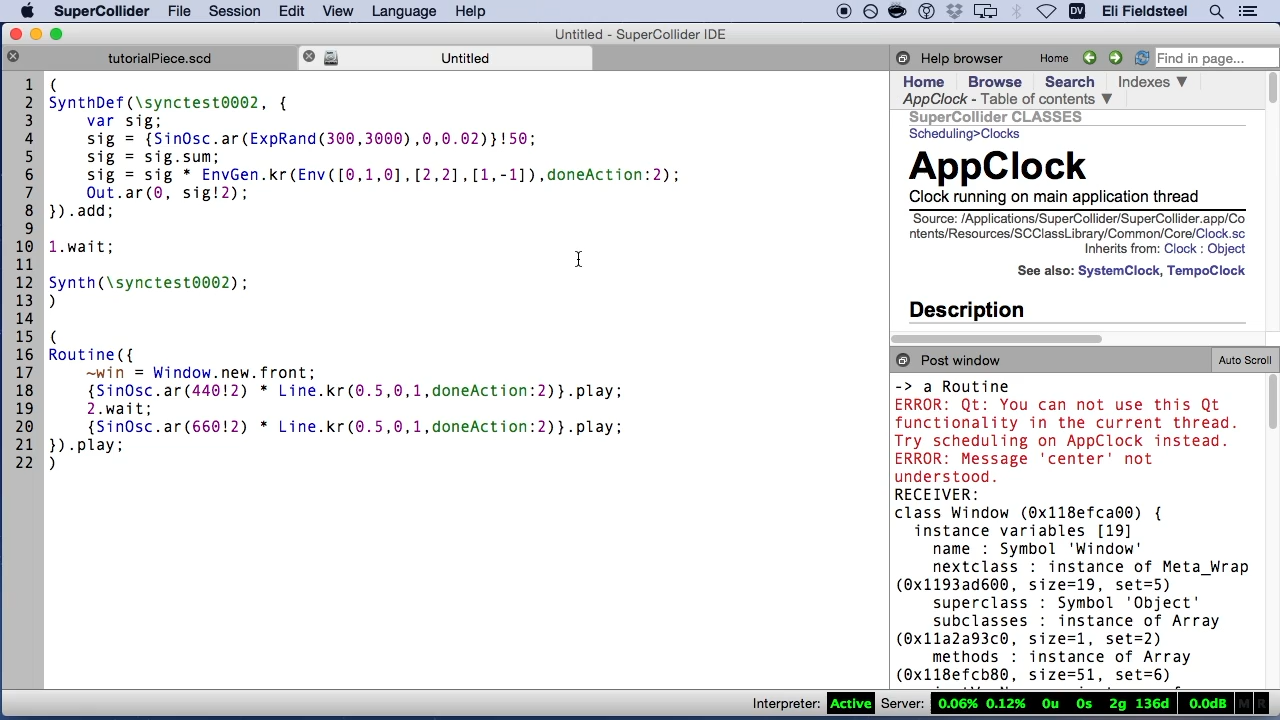 SuperCollider File Session Edit View Language Help DV Eli Fieldsteel
Untitled - SuperCollider IDE
tutorialPiece.scd Untitled
Help browser Home Find in page...
Home Browse Search Indexes ▼
AppClock - Table of contents ▼
SuperCollider CLASSES
Scheduling>Clocks
AppClock
Clock running on main application thread
Source: /Applications/SuperCollider/SuperCollider.app/Co
ntents/Resources/SCClassLibrary/Common/Core/Clock.sc
Inherits from: Clock : Object
See also: SystemClock, TempoClock
Description
1 (
2 SynthDef(\synctest0002, {
3 var sig;
4 sig = {SinOsc.ar(ExpRand(300,3000),0,0.02)}!50;
5 sig = sig.sum;
6 sig = sig * EnvGen.kr(Env([0,1,0],[2,2],[1,-1]),doneAction:2);
7 Out.ar(0, sig!2);
8 }).add;
9
10 1.wait;
11
12 Synth(\synctest0002);
13 )
14
15 (
16 Routine({
17 ~win = Window.new.front;
18 {SinOsc.ar(440!2) * Line.kr(0.5,0,1,doneAction:2)}.play;
19 2.wait;
20 {SinOsc.ar(660!2) * Line.kr(0.5,0,1,doneAction:2)}.play;
21 }).play;
22 )
Post window Auto Scroll
-> a Routine
ERROR: Qt: You can not use this Qt
functionality in the current thread.
Try scheduling on AppClock instead.
ERROR: Message 'center' not
understood.
RECEIVER:
class Window (0x118efca00) {
instance variables [19]
name : Symbol 'Window'
nextclass : instance of Meta_Wrap
(0x1193ad600, size=19, set=5)
superclass : Symbol 'Object'
subclasses : instance of Array
(0x11a2a93c0, size=1, set=2)
methods : instance of Array
(0x118efcb80, size=51, set=6)
Interpreter: Active Server: 0.06% 0.12% 0u 0s 2g 136d 0.0dB M R